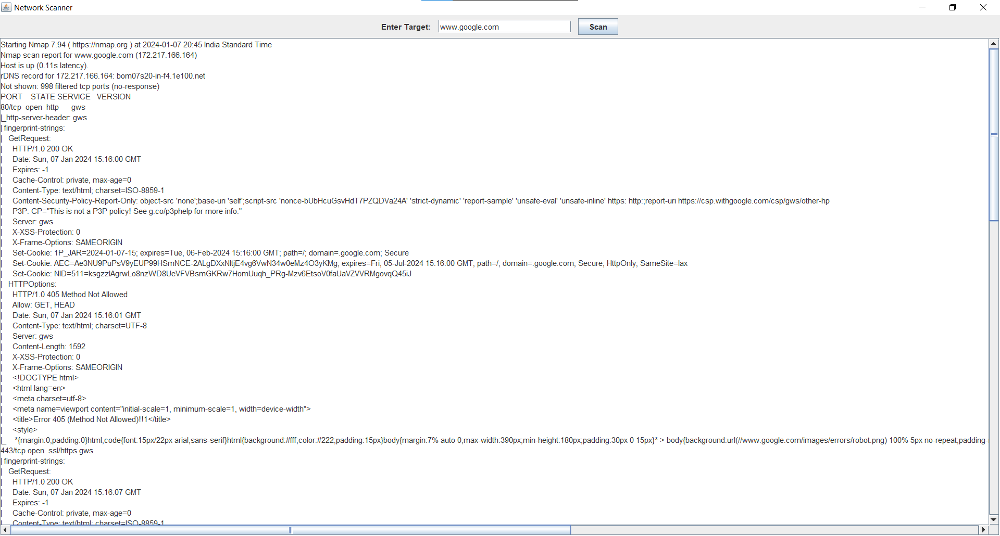 Network Scanner
Enter Target: www.google.com Scan
Starting Nmap 7.94 ( https://nmap.org ) at 2024-01-07 20:45 India Standard Time
Nmap scan report for www.google.com (172.217.166.164)
Host is up (0.11s latency).
rDNS record for 172.217.166.164: bom07s20-in-f4.1e100.net
Not shown: 998 filtered tcp ports (no-response)
PORT    STATE SERVICE   VERSION
80/tcp  open  http      gws
|_http-server-header: gws
| fingerprint-strings:
|   GetRequest:
|     HTTP/1.0 200 OK
|     Date: Sun, 07 Jan 2024 15:16:00 GMT
|     Expires: -1
|     Cache-Control: private, max-age=0
|     Content-Type: text/html; charset=ISO-8859-1
|     Content-Security-Policy-Report-Only: object-src 'none';base-uri 'self';script-src 'nonce-bUbHcuGsvHdT7PZQDVa24A' 'strict-dynamic' 'report-sample' 'unsafe-eval' 'unsafe-inline' https: http:;report-uri https://csp.withgoogle.com/csp/gws/other-hp
|     P3P: CP="This is not a P3P policy! See g.co/p3phelp for more info."
|     Server: gws
|     X-XSS-Protection: 0
|     X-Frame-Options: SAMEORIGIN
|     Set-Cookie: 1P_JAR=2024-01-07-15; expires=Tue, 06-Feb-2024 15:16:00 GMT; path=/; domain=.google.com; Secure
|     Set-Cookie: AEC=Ae3NU9PuPsV9yEUP99HSmNCE-2ALgDXxNltjE4vg6VwN34w0eMz4O3yKMg; expires=Fri, 05-Jul-2024 15:16:00 GMT; path=/; domain=.google.com; Secure; HttpOnly; SameSite=lax
|     Set-Cookie: NID=511=ksgzzlAgrwLo8nzWD8UeVFVBsmGKRw7HomUuqh_PRg-Mzv6EtsoV0faUaVZVVRMgovqQ45iJ
|   HTTPOptions:
|     HTTP/1.0 405 Method Not Allowed
|     Allow: GET, HEAD
|     Date: Sun, 07 Jan 2024 15:16:01 GMT
|     Content-Type: text/html; charset=UTF-8
|     Server: gws
|     Content-Length: 1592
|     X-XSS-Protection: 0
|     X-Frame-Options: SAMEORIGIN
|     <!DOCTYPE html>
|     <html lang=en>
|     <meta charset=utf-8>
|     <meta name=viewport content="initial-scale=1, minimum-scale=1, width=device-width">
|     <title>Error 405 (Method Not Allowed)!!1</title>
|     <style>
|_    *{margin:0;padding:0}html,code{font:15px/22px arial,sans-serif}html{background:#fff;color:#222;padding:15px}body{margin:7% auto 0;max-width:390px;min-height:180px;padding:30px 0 15px}* > body{background:url(//www.google.com/images/errors/robot.png) 100% 5px no-repeat;padding-
443/tcp open  ssl/https gws
| fingerprint-strings:
|   GetRequest:
|     HTTP/1.0 200 OK
|     Date: Sun, 07 Jan 2024 15:16:07 GMT
|     Expires: -1
|     Cache-Control: private, max-age=0
|     Content-Type: text/html; charset=ISO-8859-1